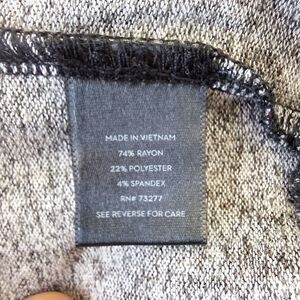 MADE IN VIETNAM
74% RAYON
22% POLYESTER
4% SPANDEX
RN# 73277
SEE REVERSE FOR CARE